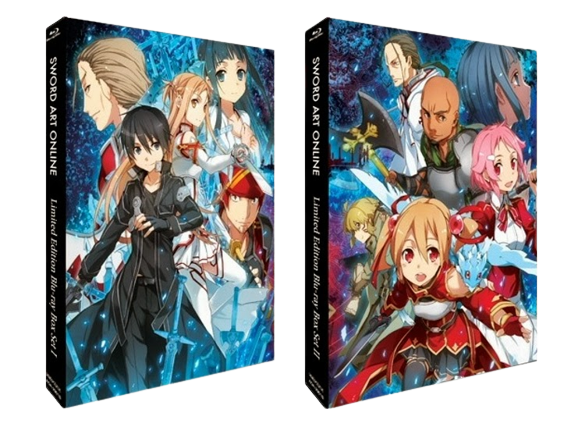 SWORD ART ONLINE
Limited Edition Blu-ray Box Set I
SWORD ART ONLINE
Limited Edition Blu-ray Box Set II